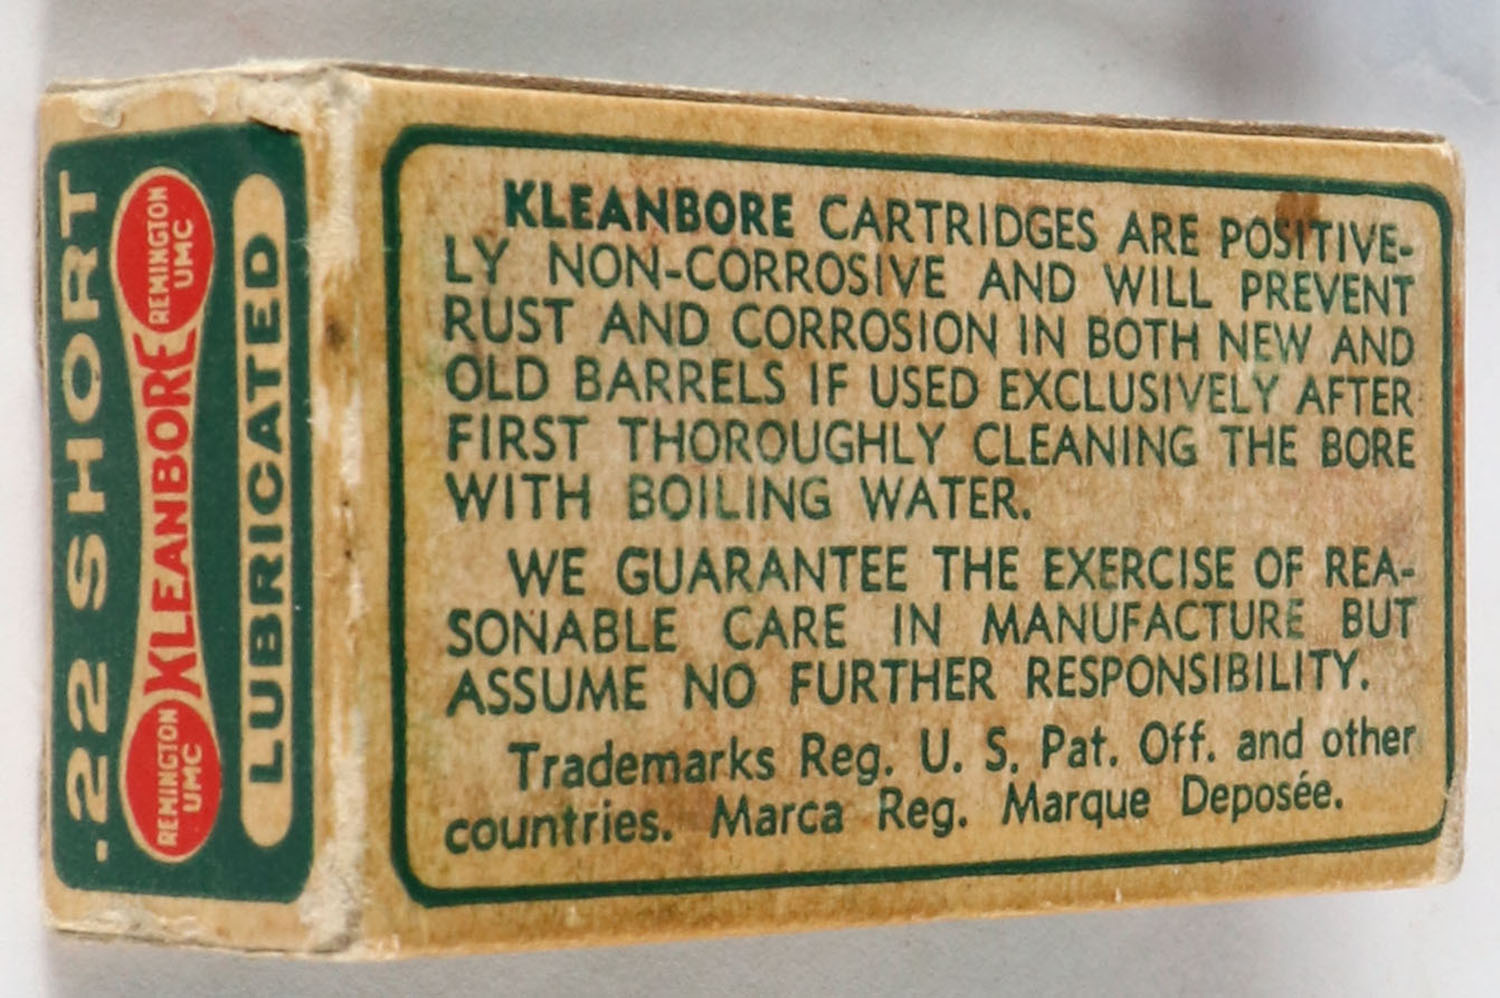 .22 SHORT
REMINGTON
UMC
KLEANBORE
REMINGTON
UMC
LUBRICATED
KLEANBORE CARTRIDGES ARE POSITIVE-
LY NON-CORROSIVE AND WILL PREVENT
RUST AND CORROSION IN BOTH NEW AND
OLD BARRELS IF USED EXCLUSIVELY AFTER
FIRST THOROUGHLY CLEANING THE BORE
WITH BOILING WATER.
WE GUARANTEE THE EXERCISE OF REA-
SONABLE CARE IN MANUFACTURE BUT
ASSUME NO FURTHER RESPONSIBILITY.
Trademarks Reg. U. S. Pat. Off. and other
countries. Marca Reg. Marque Deposée.